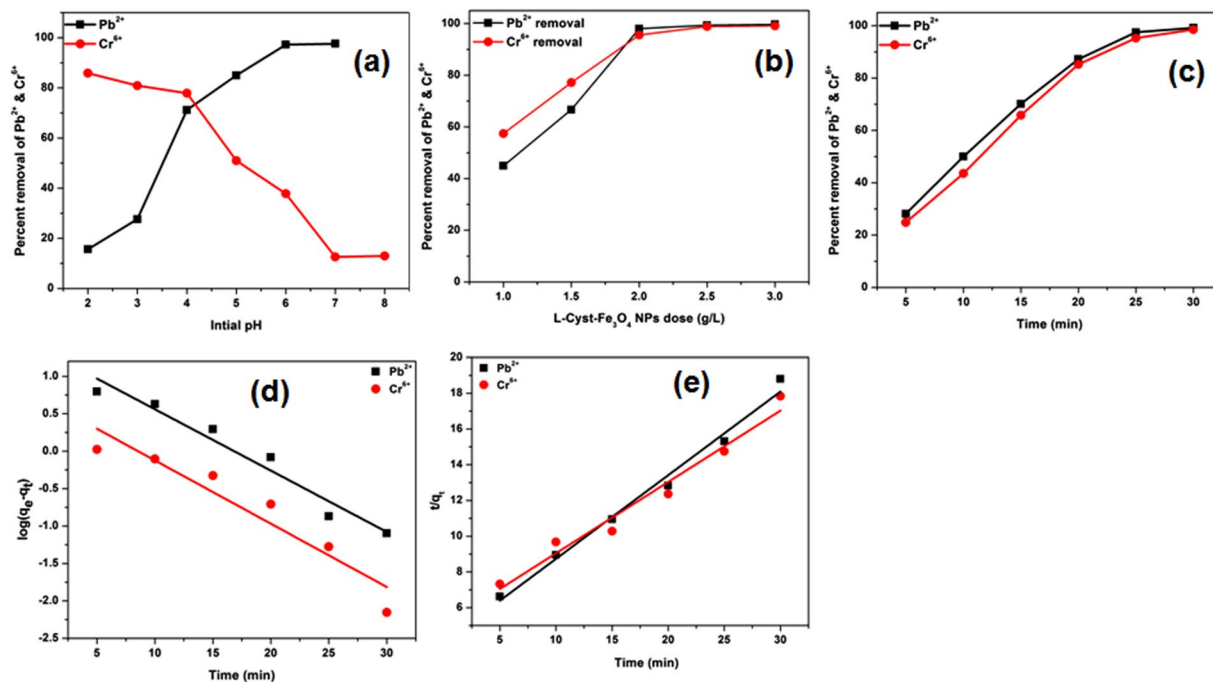 Pb²⁺
Cr⁶⁺
(a)
Percent removal of Pb²⁺ & Cr⁶⁺
100
80
60
40
20
0
2 3 4 5 6 7 8
Intial pH
Pb²⁺ removal
Cr⁶⁺ removal
(b)
Percent removal of Pb²⁺ & Cr⁶⁺
100
80
60
40
20
0
1.0 1.5 2.0 2.5 3.0
L-Cyst-Fe₃O₄ NPs dose (g/L)
Pb²⁺
Cr⁶⁺
(c)
Percent removal of Pb²⁺ & Cr⁶⁺
100
80
60
40
20
0
5 10 15 20 25 30
Time (min)
Pb²⁺
Cr⁶⁺
(d)
log(qₑ-qₜ)
1.0
0.5
0.0
-0.5
-1.0
-1.5
-2.0
-2.5
5 10 15 20 25 30
Time (min)
Pb²⁺
Cr⁶⁺
(e)
t/qₜ
20
18
16
14
12
10
8
6
5 10 15 20 25 30
Time (min)